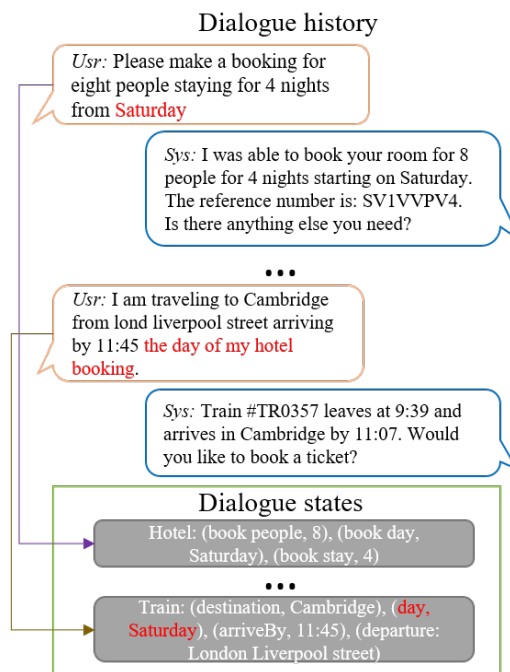 Dialogue history
Usr: Please make a booking for
eight people staying for 4 nights
from Saturday
Sys: I was able to book your room for 8
people for 4 nights starting on Saturday.
The reference number is: SV1VVPV4.
Is there anything else you need?
...
Usr: I am traveling to Cambridge
from lond liverpool street arriving
by 11:45 the day of my hotel
booking.
Sys: Train #TR0357 leaves at 9:39 and
arrives in Cambridge by 11:07. Would
you like to book a ticket?
Dialogue states
Hotel: (book people, 8), (book day,
Saturday), (book stay, 4)
...
Train: (destination, Cambridge), (day,
Saturday), (arriveBy, 11:45), (departure:
London Liverpool street)